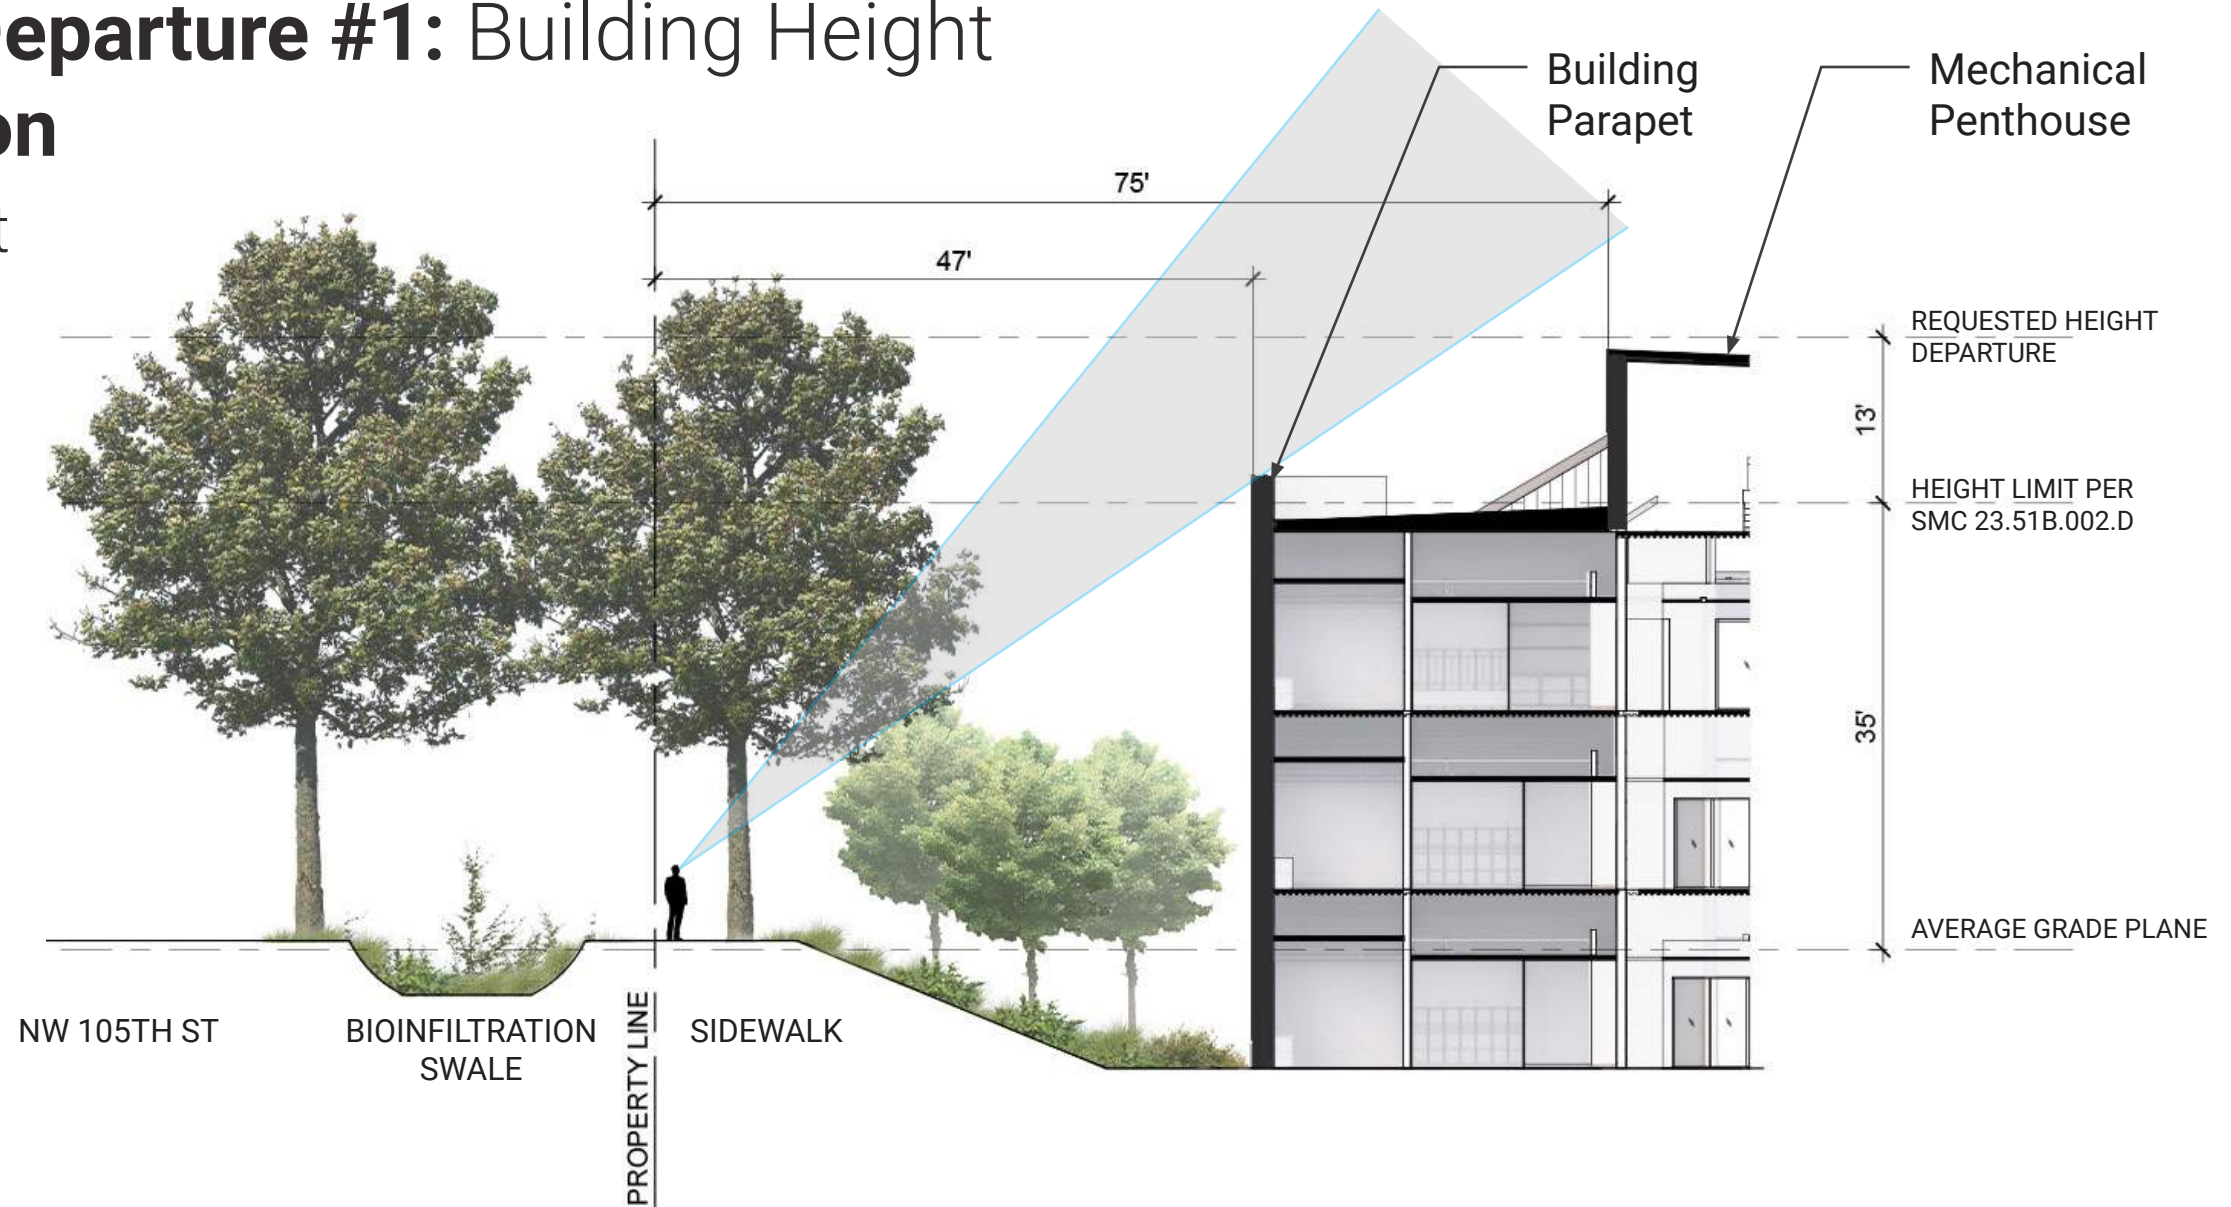 eparture #1: Building Height
on
t
Building
Parapet
Mechanical
Penthouse
75'
47'
REQUESTED HEIGHT
DEPARTURE
13'
HEIGHT LIMIT PER
SMC 23.51B.002.D
35'
AVERAGE GRADE PLANE
NW 105TH ST
BIOINFILTRATION
SWALE
PROPERTY LINE
SIDEWALK